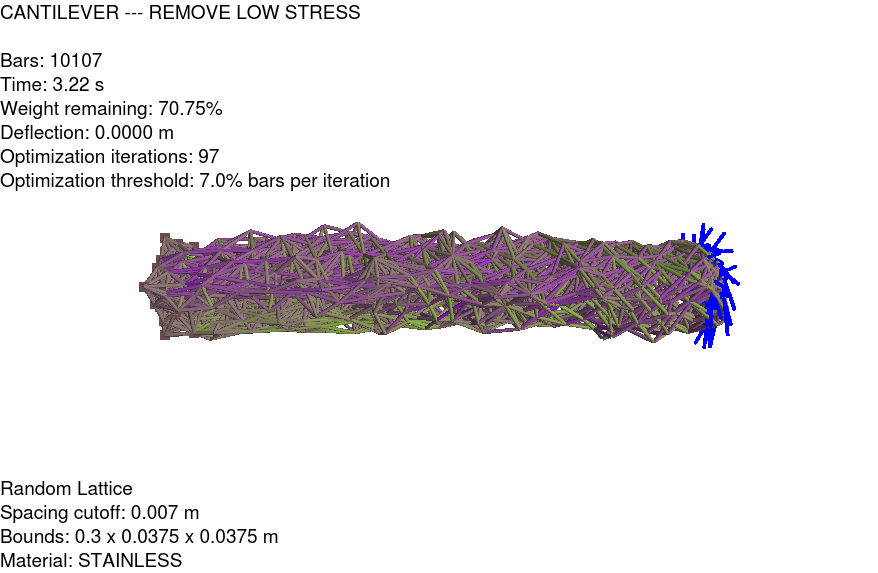 CANTILEVER --- REMOVE LOW STRESS
Bars: 10107
Time: 3.22 s
Weight remaining: 70.75%
Deflection: 0.0000 m
Optimization iterations: 97
Optimization threshold: 7.0% bars per iteration
Random Lattice
Spacing cutoff: 0.007 m
Bounds: 0.3 x 0.0375 x 0.0375 m
Material: STAINLESS